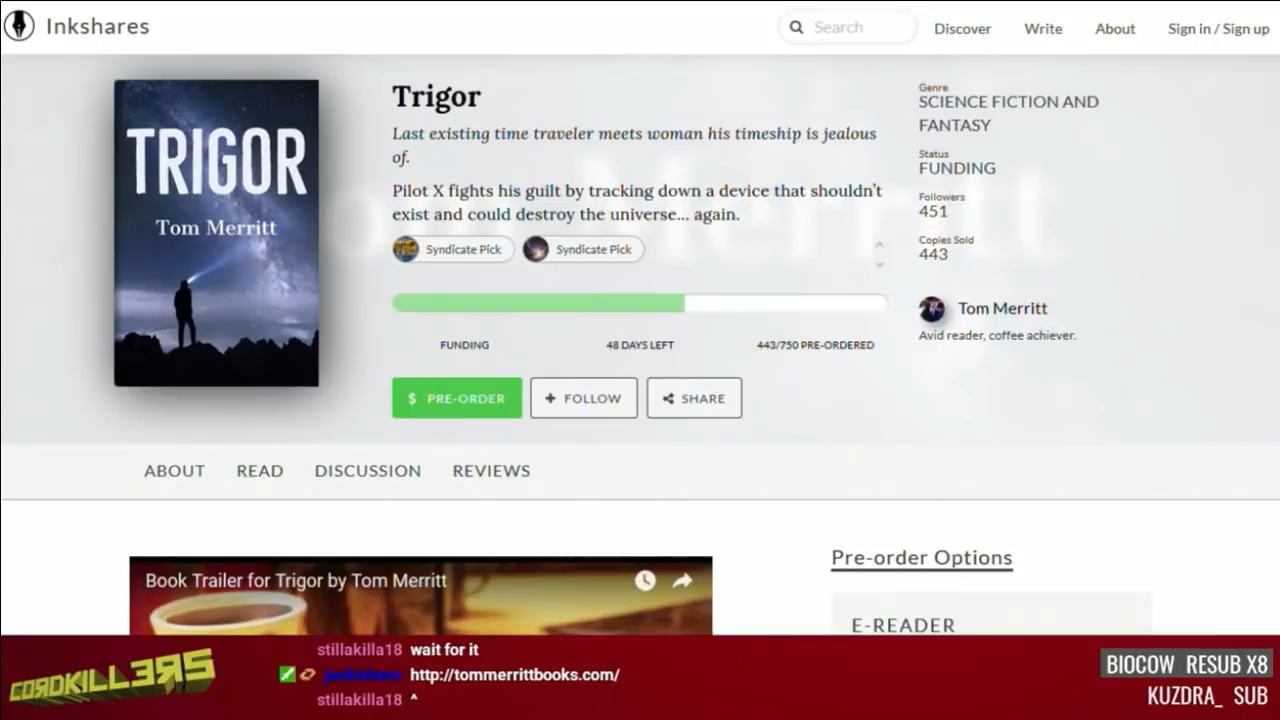 Inkshares
Search
Discover
Write
About
Sign in / Sign up
TRIGOR
Tom Merritt
Trigor
Last existing time traveler meets woman his timeship is jealous
of.
Pilot X fights his guilt by tracking down a device that shouldn't
exist and could destroy the universe... again.
Syndicate Pick
Syndicate Pick
FUNDING
48 DAYS LEFT
443/750 PRE-ORDERED
$ PRE-ORDER
+ FOLLOW
SHARE
Genre
SCIENCE FICTION AND
FANTASY
Status
FUNDING
Followers
451
Copies Sold
443
Tom Merritt
Avid reader, coffee achiever.
ABOUT
READ
DISCUSSION
REVIEWS
Book Trailer for Trigor by Tom Merritt
Pre-order Options
E-READER
CORDKILLERS
stillakilla18 wait for it
http://tommerrittbooks.com/
stillakilla18 ^
BIOCOW RESUB X8
KUZDRA_ SUB